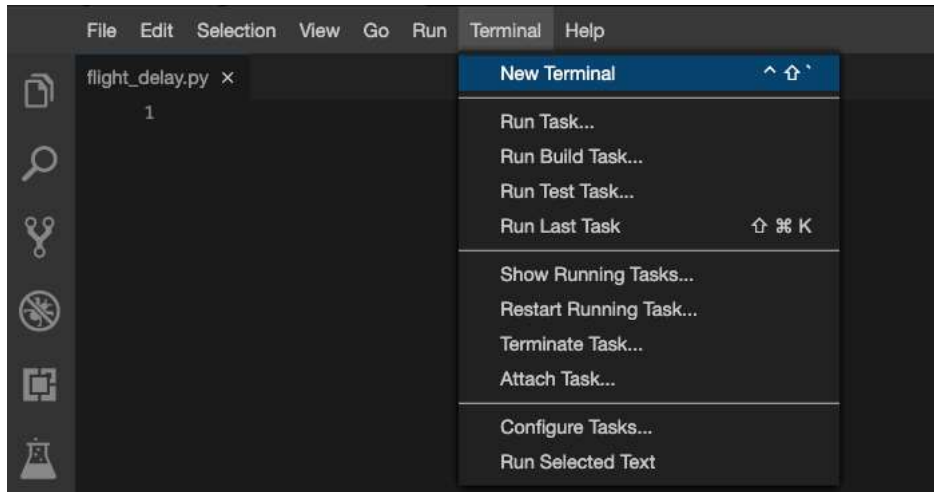 File Edit Selection View Go Run Terminal Help
flight_delay.py ×
1
New Terminal ^⇧`
Run Task...
Run Build Task...
Run Test Task...
Run Last Task ⇧⌘K
Show Running Tasks...
Restart Running Task...
Terminate Task...
Attach Task...
Configure Tasks...
Run Selected Text